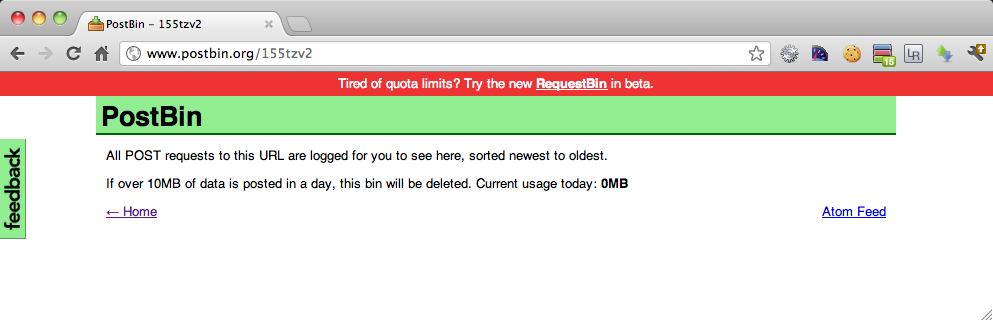 PostBin – 155tzv2
www.postbin.org/155tzv2
15
LR
Tired of quota limits? Try the new RequestBin in beta.
PostBin
feedback
All POST requests to this URL are logged for you to see here, sorted newest to oldest.
If over 10MB of data is posted in a day, this bin will be deleted. Current usage today: 0MB
← Home
Atom Feed